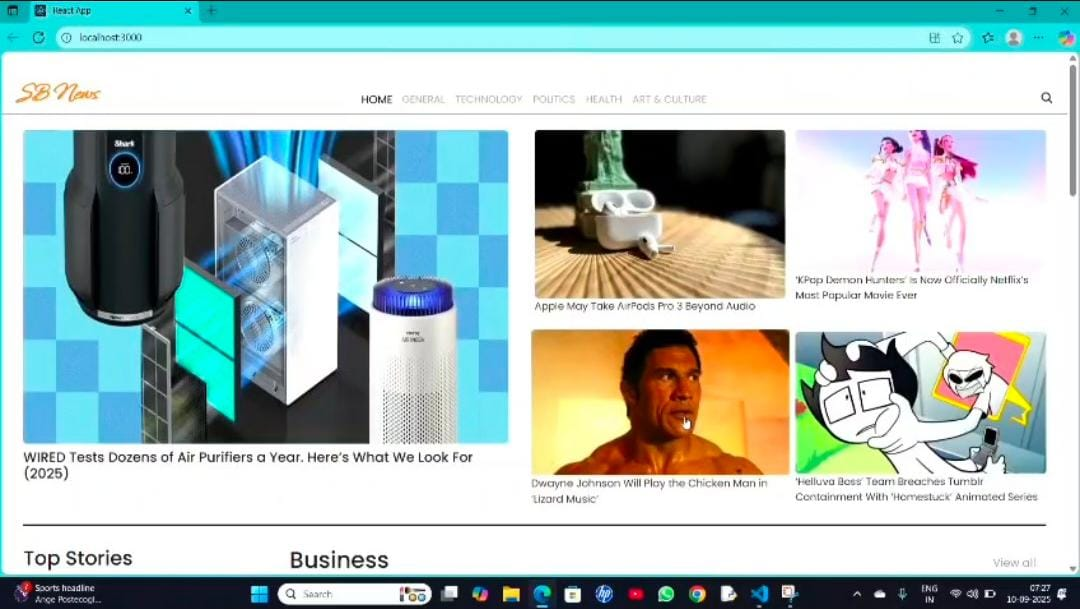 React App
localhost:3000
SB News
HOME GENERAL TECHNOLOGY POLITICS HEALTH ART & CULTURE
Shark
100
WIRED Tests Dozens of Air Purifiers a Year. Here's What We Look For
(2025)
Apple May Take AirPods Pro 3 Beyond Audio
'KPop Demon Hunters' Is Now Officially Netflix's
Most Popular Movie Ever
Dwayne Johnson Will Play the Chicken Man in
'Lizard Music'
'Helluva Boss' Team Breaches Tumblr
Containment With 'Homestuck' Animated Series
Top Stories
Business
View all
Sports headline
Ange Postecogl...
Search
ENG
IN
07:27
10-09-2025